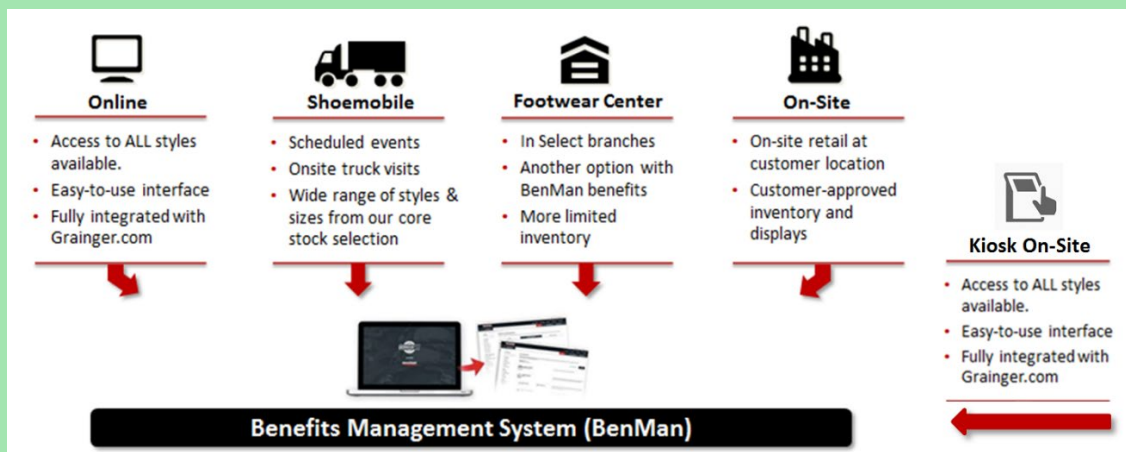 Online
• Access to ALL styles
available.
• Easy-to-use interface
• Fully integrated with
Grainger.com
Shoemobile
• Scheduled events
• Onsite truck visits
• Wide range of styles &
sizes from our core
stock selection
Footwear Center
• In Select branches
• Another option with
BenMan benefits
• More limited
inventory
On-Site
• On-site retail at
customer location
• Customer-approved
inventory and
displays
Kiosk On-Site
• Access to ALL styles
available.
• Easy-to-use interface
• Fully integrated with
Grainger.com
Benefits Management System (BenMan)